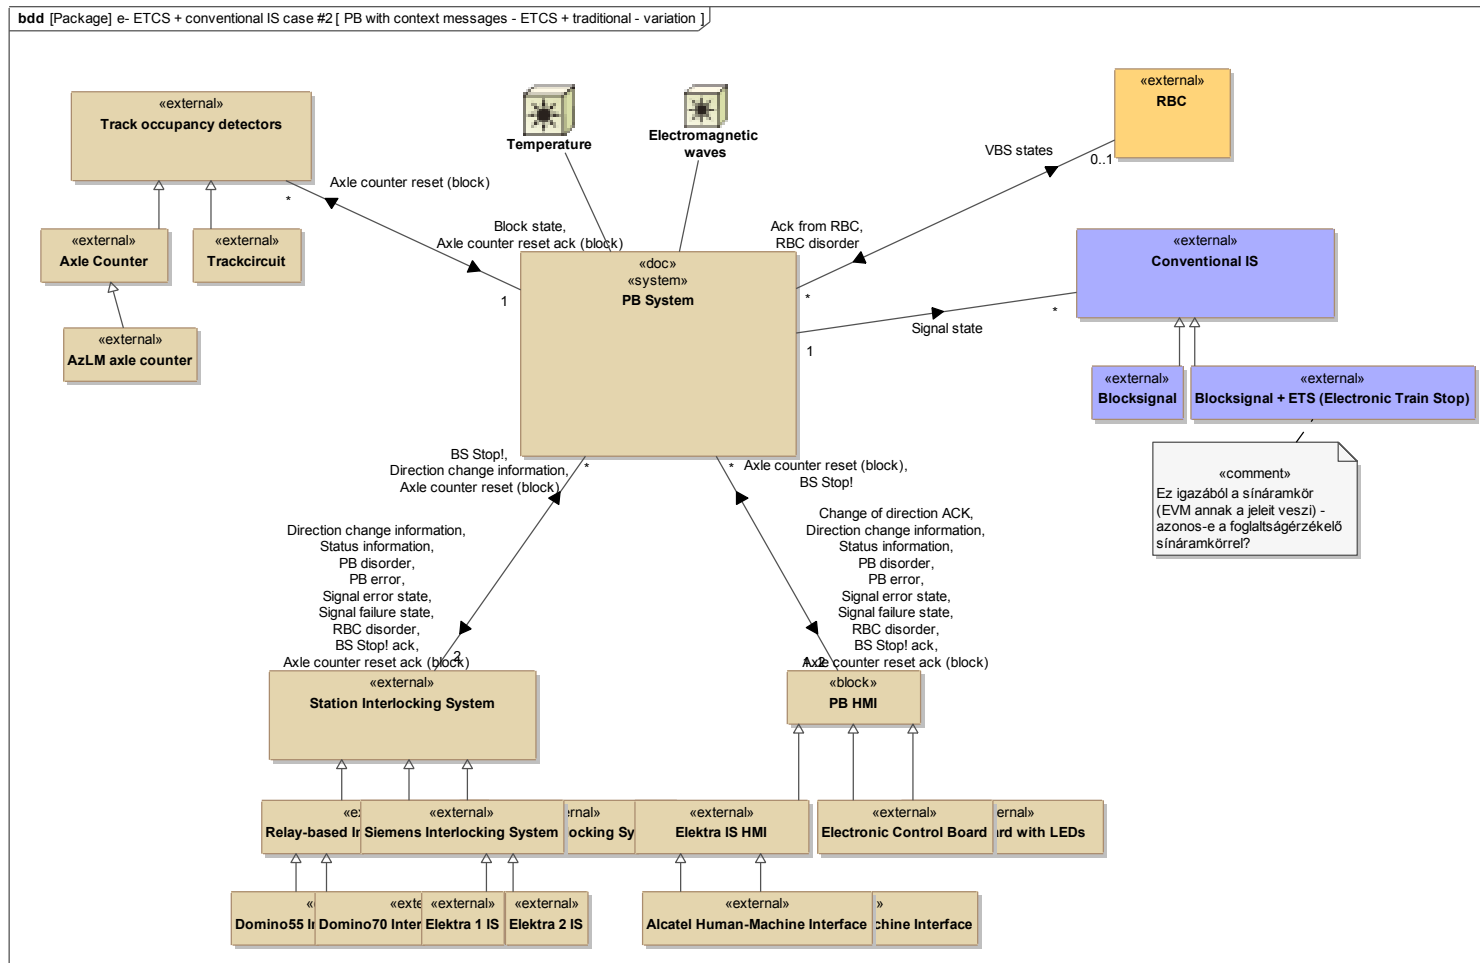 bdd [Package] e- ETCS + conventional IS case #2 [ PB with context messages - ETCS + traditional - variation ]
«external»
Track occupancy detectors
Temperature
Electromagnetic
waves
«external»
RBC
VBS states
0..1
Axle counter reset (block)
*
Block state,
Axle counter reset ack (block)
1
Ack from RBC,
RBC disorder
*
«external»
Axle Counter
«external»
Trackcircuit
«external»
AzLM axle counter
«doc»
«system»
PB System
«external»
Conventional IS
Signal state
*
1
«external»
Blocksignal
«external»
Blocksignal + ETS (Electronic Train Stop)
«comment»
Ez igazából a sínáramkör
(EVM annak a jeleit veszi) -
azonos-e a foglaltságérzékelő
sínáramkörrel?
BS Stop!,
Direction change information,
Axle counter reset (block)
*
*
Axle counter reset (block),
BS Stop!
Direction change information,
Status information,
PB disorder,
PB error,
Signal error state,
Signal failure state,
RBC disorder,
BS Stop! ack,
Axle counter reset ack (block)
2
Change of direction ACK,
Direction change information,
Status information,
PB disorder,
PB error,
Signal error state,
Signal failure state,
RBC disorder,
BS Stop! ack,
Axle counter reset ack (block)
«external»
Station Interlocking System
«block»
PB HMI
Relay-based
«external»
Siemens Interlocking System
«external»
Elektra IS HMI
«external»
Electronic Control Board
with LEDs
Domino55
Domino70
«external»
Elektra 1 IS
«external»
Elektra 2 IS
«external»
Alcatel Human-Machine Interface
Interface